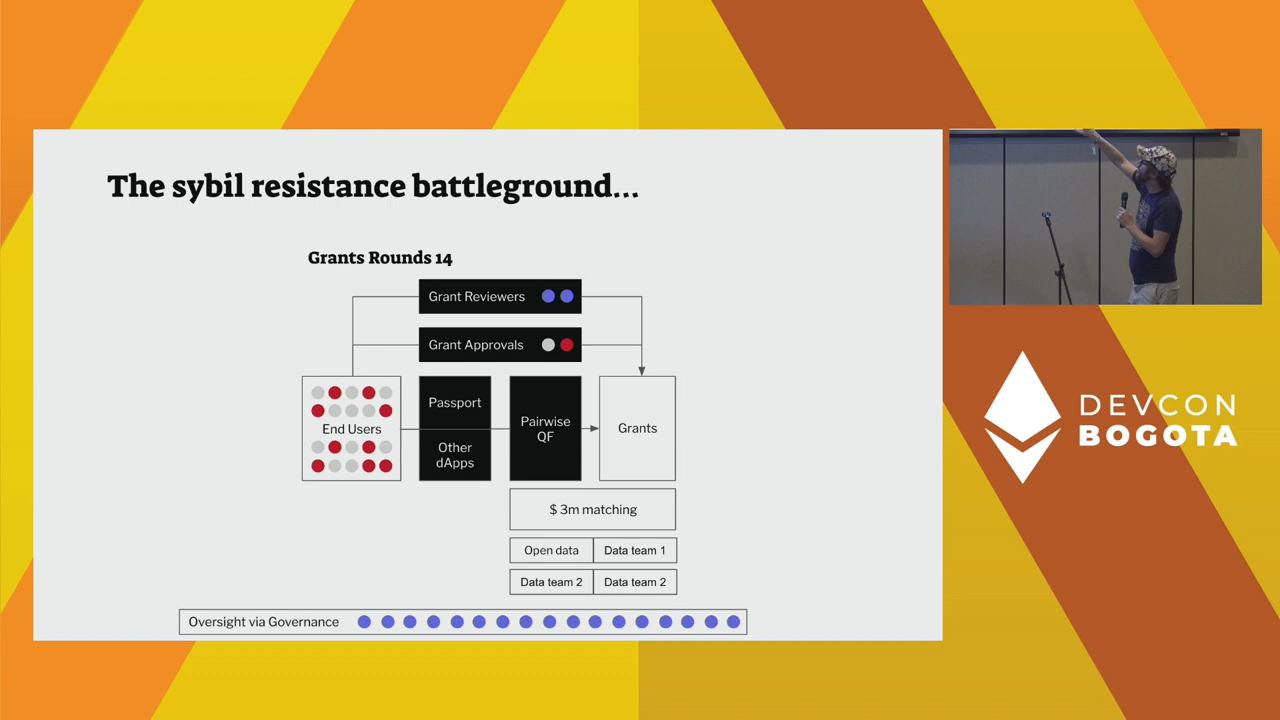 The sybil resistance battleground...
Grants Rounds 14
Grant Reviewers
Grant Approvals
End Users
Passport
Other
dApps
Pairwise
QF
Grants
$ 3m matching
Open data
Data team 1
Data team 2
Data team 2
Oversight via Governance
DEVCON
BOGOTA